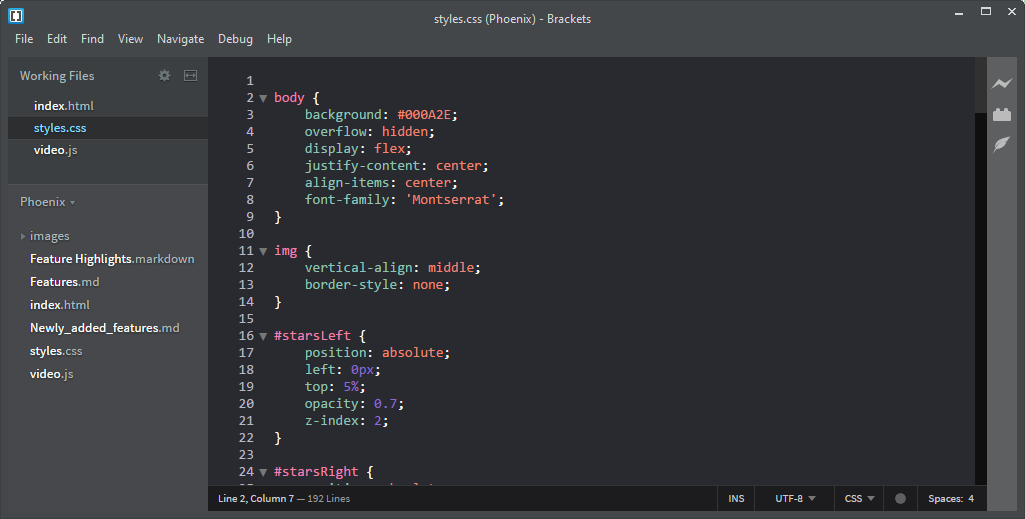 styles.css (Phoenix) - Brackets
File Edit Find View Navigate Debug Help
Working Files
index.html
styles.css
video.js
Phoenix
images
Feature Highlights.markdown
Features.md
index.html
Newly_added_features.md
styles.css
video.js
1
2 body {
3     background: #000A2E;
4     overflow: hidden;
5     display: flex;
6     justify-content: center;
7     align-items: center;
8     font-family: 'Montserrat';
9 }
10
11 img {
12     vertical-align: middle;
13     border-style: none;
14 }
15
16 #starsLeft {
17     position: absolute;
18     left: 0px;
19     top: 5%;
20     opacity: 0.7;
21     z-index: 2;
22 }
23
24 #starsRight {
Line 2, Column 7 — 192 Lines INS UTF-8 CSS Spaces: 4